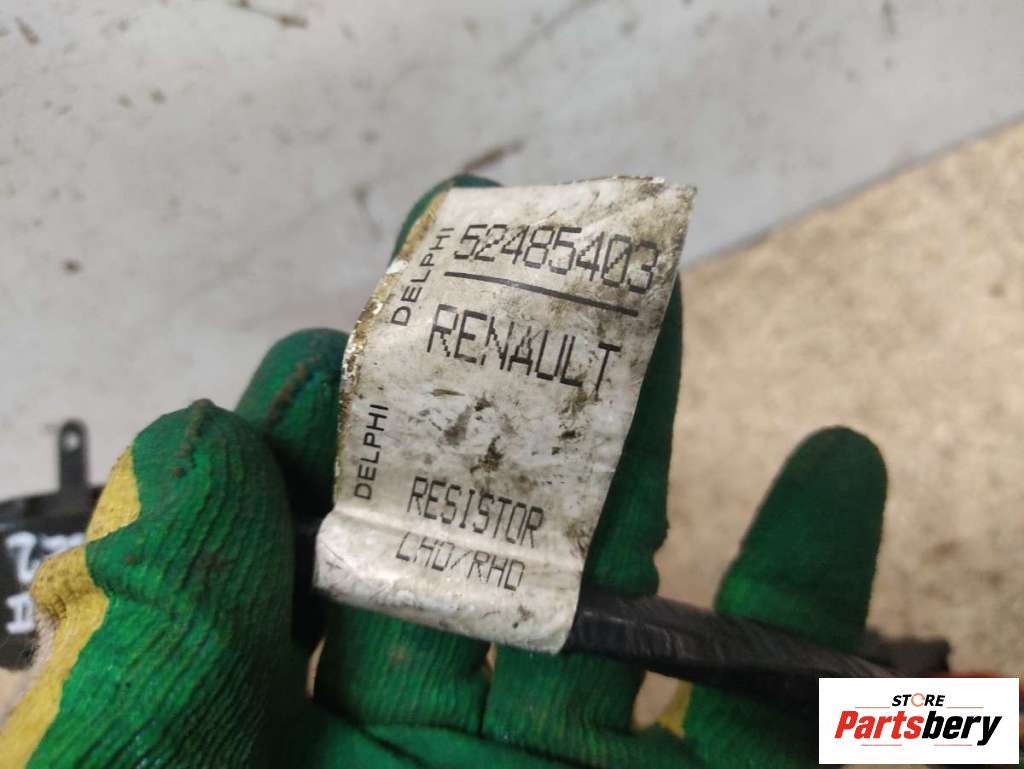 DELPHI
52485403
RENAULT
DELPHI
RESISTOR
LHD/RHD
STORE
Partsbery